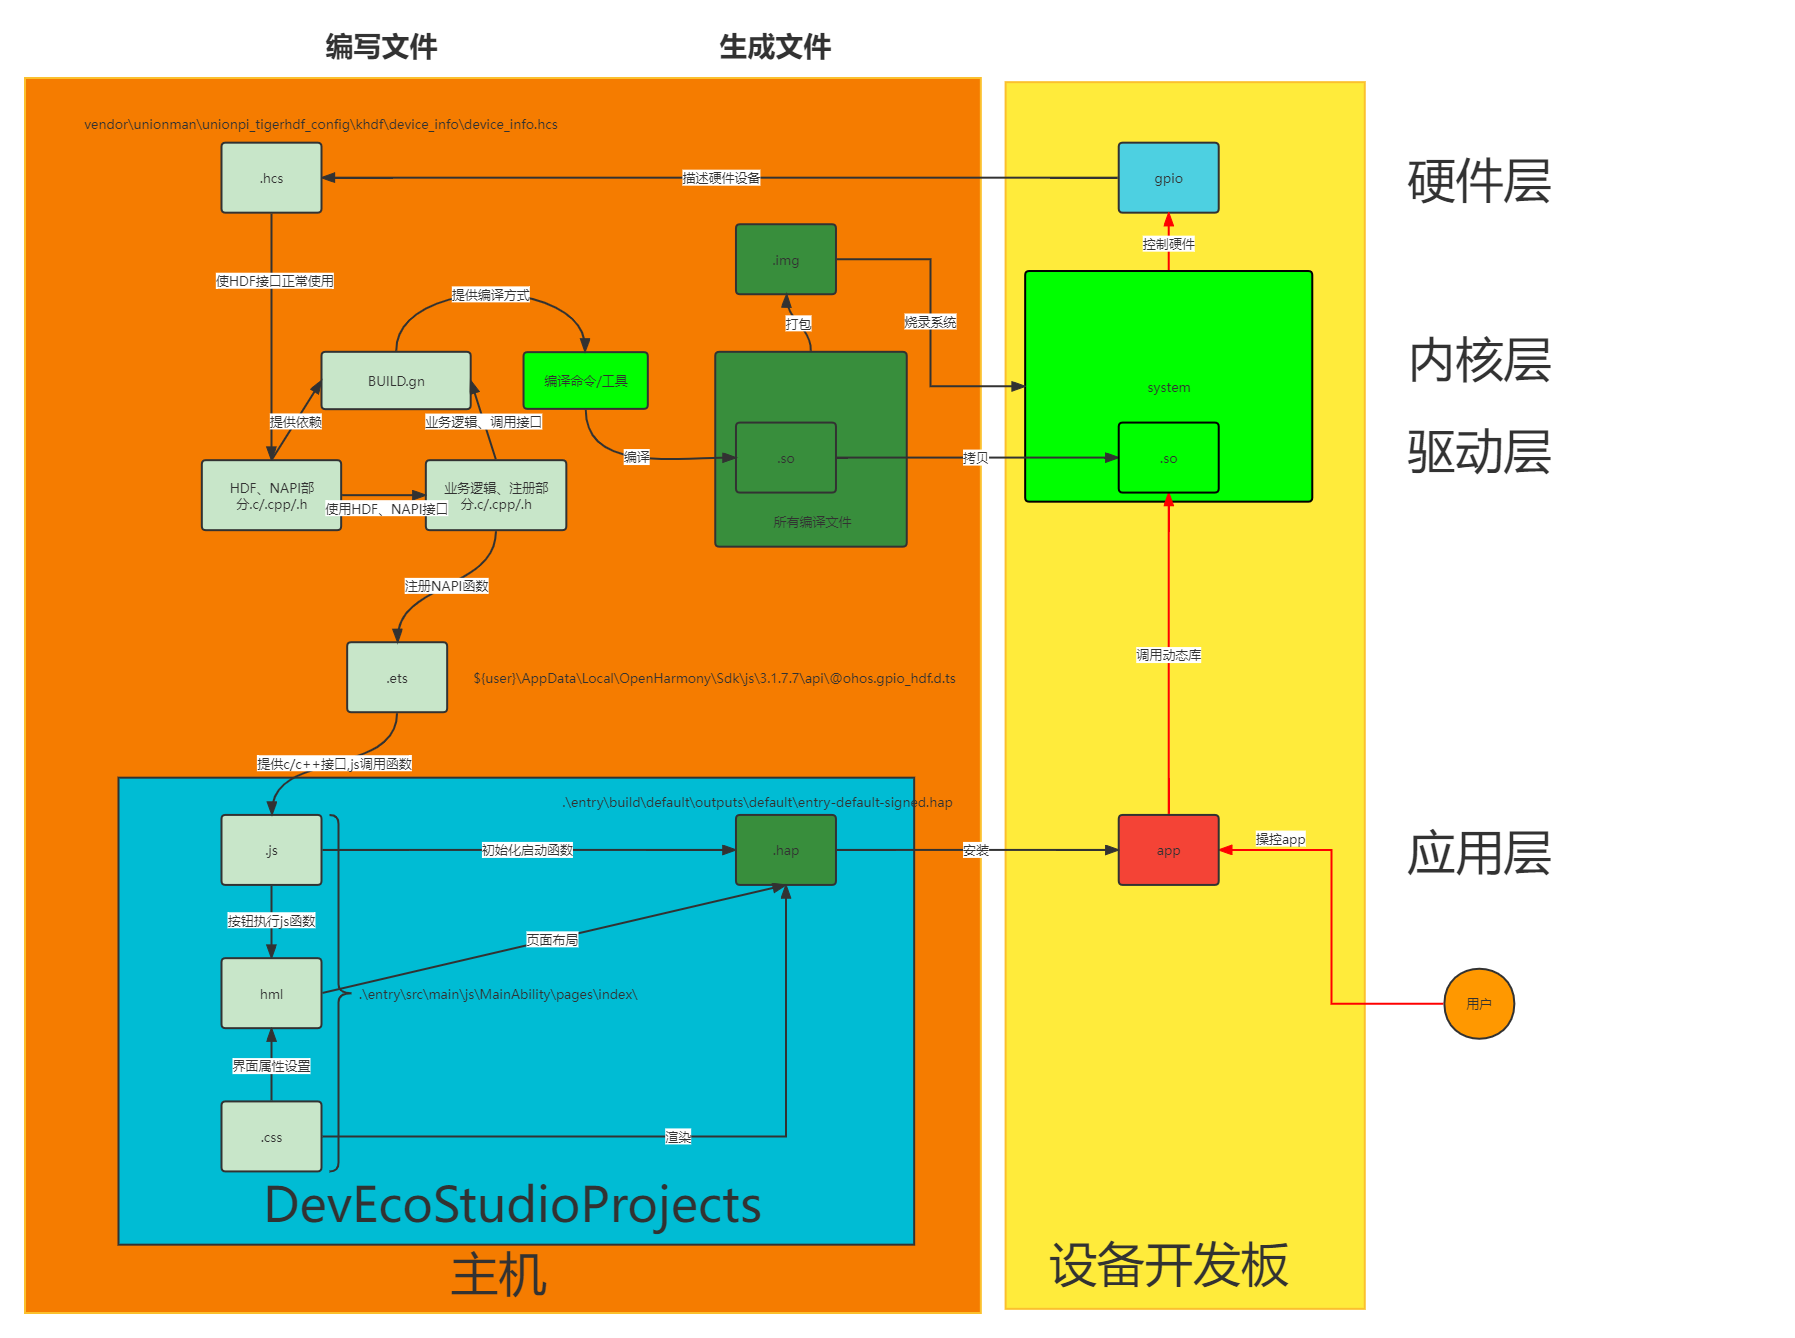 编写文件
生成文件
vendor\unionman\unionpi_tigerhdf_config\khdf\device_info\device_info.hcs
.hcs
描述硬件设备
gpio
硬件层
控制硬件
.img
使HDF接口正常使用
提供编译方式
打包
烧录系统
内核层
BUILD.gn
编译命令/工具
system
提供依赖
业务逻辑、调用接口
驱动层
编译
.so
拷贝
.so
HDF、NAPI部
分.c/.cpp/.h
使用HDF、NAPI接口
业务逻辑、注册部
分.c/.cpp/.h
所有编译文件
注册NAPI函数
调用动态库
.ets
${user}\AppData\Local\OpenHarmony\Sdk\js\3.1.7.7\api\@ohos.gpio_hdf.d.ts
提供c/c++接口,js调用函数
.\entry\build\default\outputs\default\entry-default-signed.hap
.js
初始化启动函数
.hap
安装
app
操控app
应用层
按钮执行js函数
页面布局
hml
.\entry\src\main\js\MainAbility\pages\index\
用户
界面属性设置
.css
渲染
DevEcoStudioProjects
主机
设备开发板